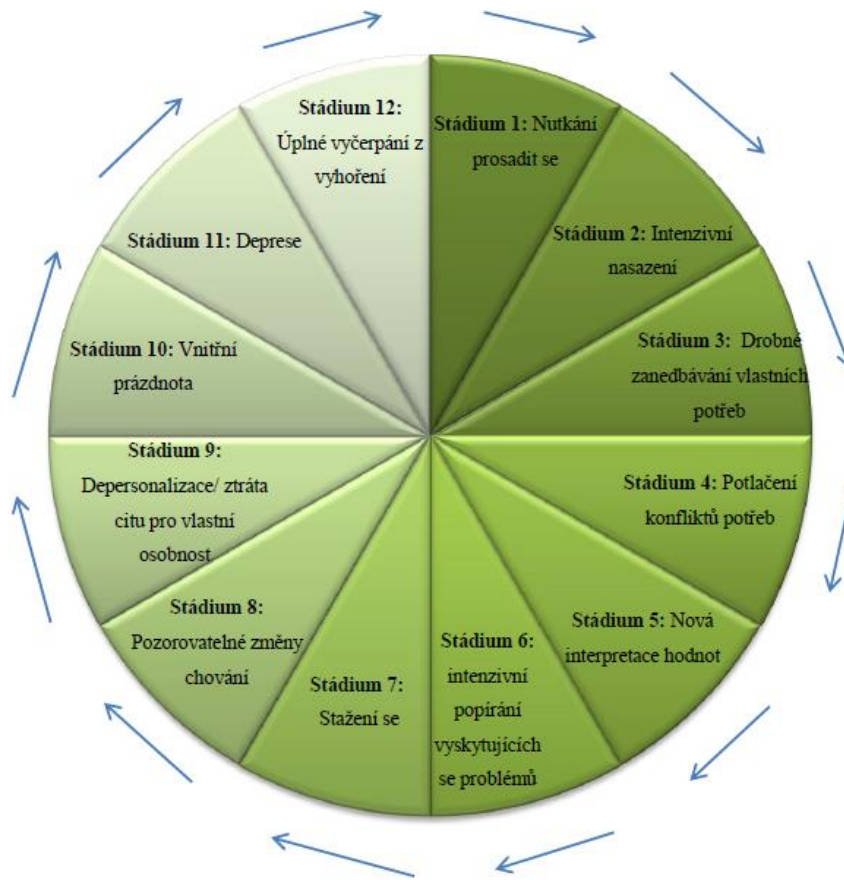 Stádium 1: Nutkání
prosadit se
Stádium 2: Intenzivní
nasazení
Stádium 3: Drobné
zanedbávání vlastních
potřeb
Stádium 4: Potlačení
konfliktů potřeb
Stádium 5: Nová
interpretace hodnot
Stádium 6:
intenzivní
popírání
vyskytujících
se problémů
Stádium 7:
Stažení se
Stádium 8:
Pozorovatelné změny
chování
Stádium 9:
Depersonalizace/ ztráta
citu pro vlastní
osobnost
Stádium 10: Vnitřní
prázdnota
Stádium 11: Deprese
Stádium 12:
Úplné vyčerpání z
vyhoření